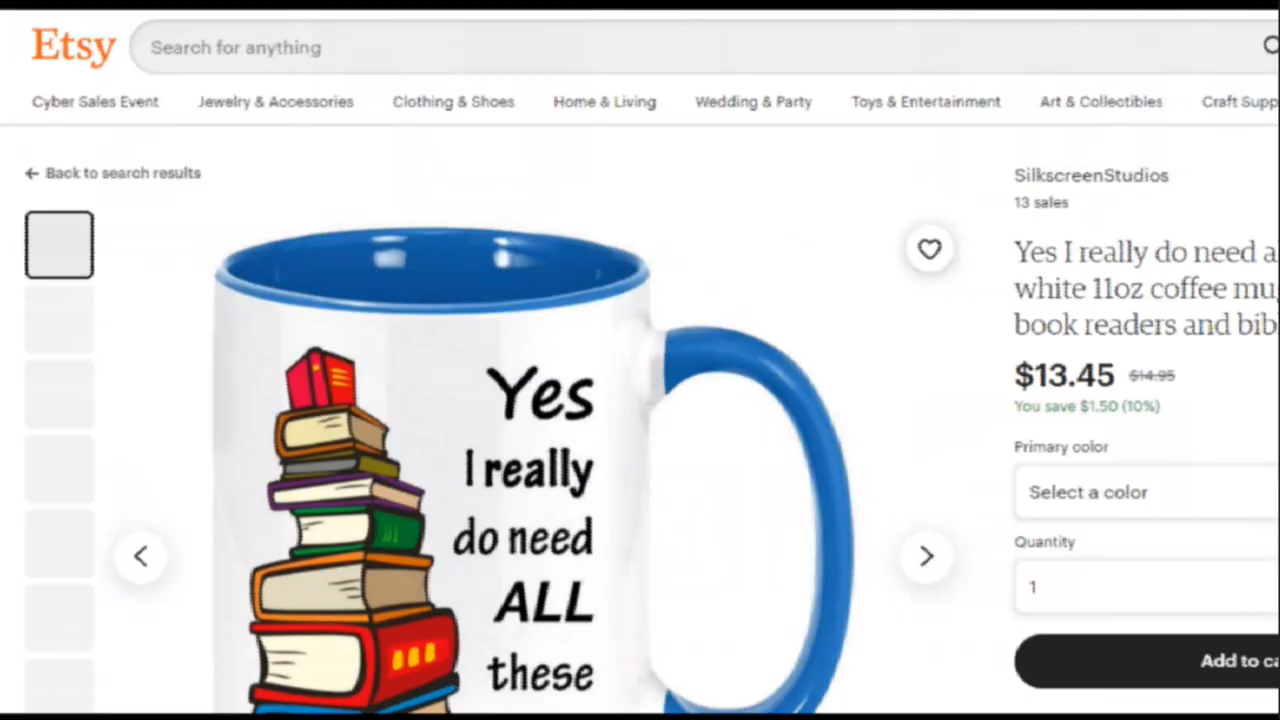 Etsy
Search for anything
Cyber Sales Event Jewelry & Accessories Clothing & Shoes Home & Living Wedding & Party Toys & Entertainment Art & Collectibles Craft Supp
Back to search results
SilkscreenStudios
13 sales
Yes I really do need a
white 11oz coffee mu
book readers and bib
$13.45 $14.95
You save $1.50 (10%)
Primary color
Select a color
Quantity
1
Add to ca
Yes
I really
do need
ALL
these